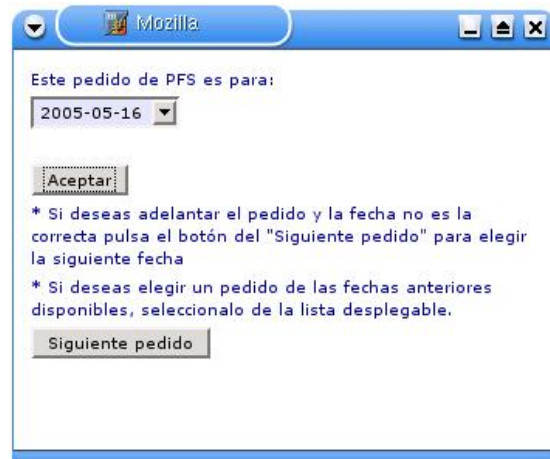 Mozilla
Este pedido de PFS es para:
2005-05-16
Aceptar
* Si deseas adelantar el pedido y la fecha no es la
correcta pulsa el botón del "Siguiente pedido" para elegir
la siguiente fecha
* Si deseas elegir un pedido de las fechas anteriores
disponibles, seleccionalo de la lista desplegable.
Siguiente pedido